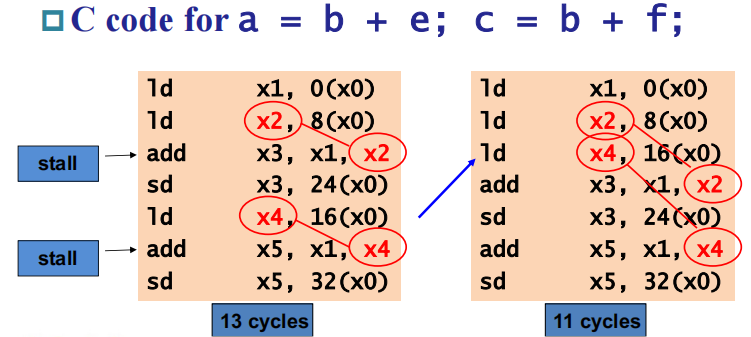 C code for a = b + e; c = b + f;
ld x1, 0(x0)
ld x2, 8(x0)
stall add x3, x1, x2
sd x3, 24(x0)
ld x4, 16(x0)
stall add x5, x1, x4
sd x5, 32(x0)
13 cycles
ld x1, 0(x0)
ld x2, 8(x0)
ld x4, 16(x0)
add x3, x1, x2
sd x3, 24(x0)
add x5, x1, x4
sd x5, 32(x0)
11 cycles